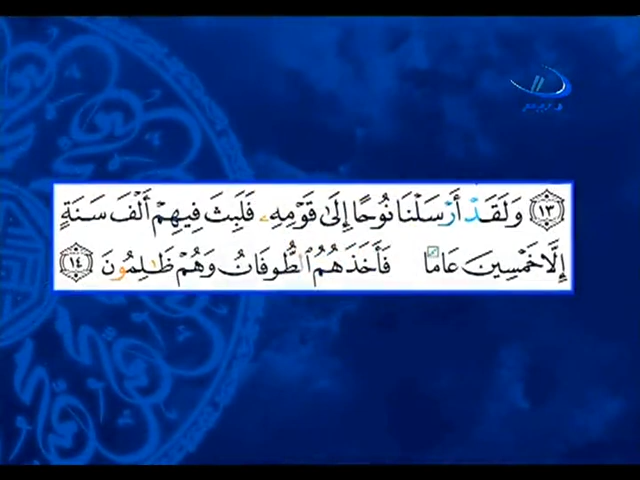 ١٣ وَلَقَدْ أَرْسَلْنَا نُوحًا إِلَىٰ قَوْمِهِۦ فَلَبِثَ فِيهِمْ أَلْفَ سَنَةٍ
إِلَّا خَمْسِينَ عَامًا فَأَخَذَهُمُ ٱلطُّوفَانُ وَهُمْ ظَٰلِمُونَ ١٤